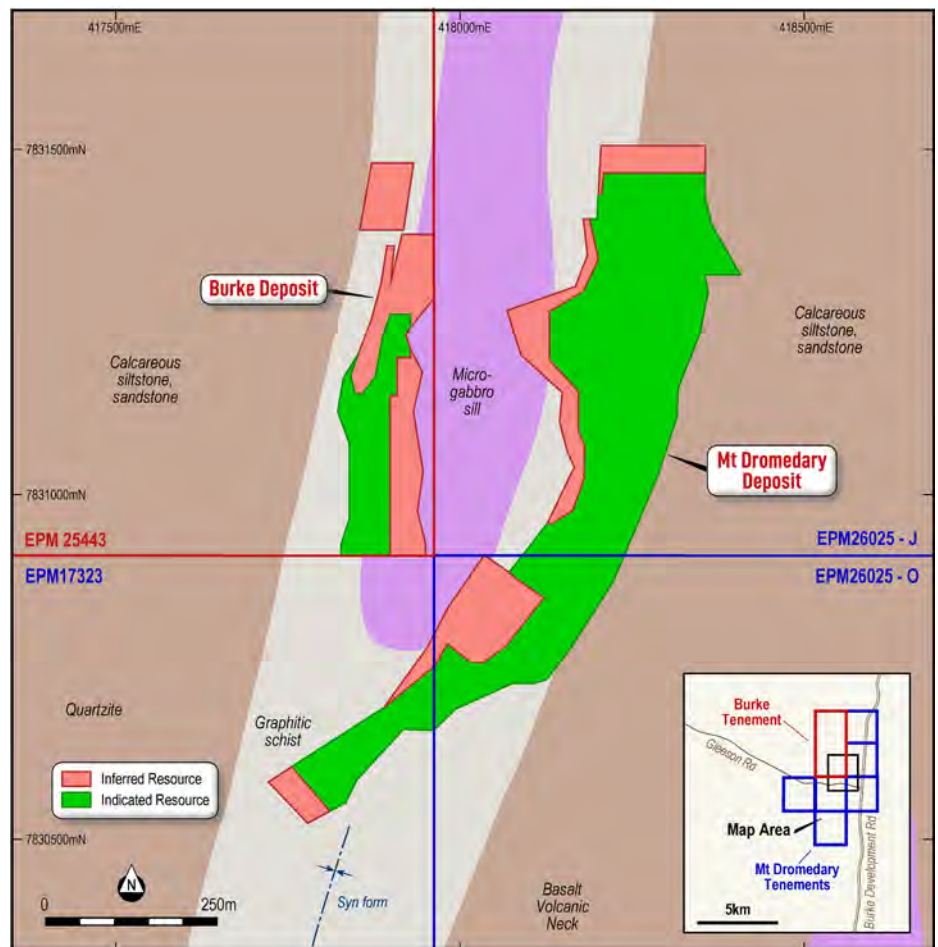 417500mE
418000mE
418500mE
7831500mN
Burke Deposit
Calcareous
siltstone,
sandstone
Micro-
gabbro
sill
Calcareous
siltstone,
sandstone
Mt Dromedary
Deposit
7831000mN
EPM 25443
EPM26025 - J
EPM17323
EPM26025 - O
Quartzite
Graphitic
schist
Inferred Resource
Indicated Resource
7830500mN
N
0
250m
Syn form
Basalt
Volcanic
Neck
Burke
Tenement
Gleeson Rd
Map Area
Mt Dromedary
Tenements
Burke Development Rd
5km